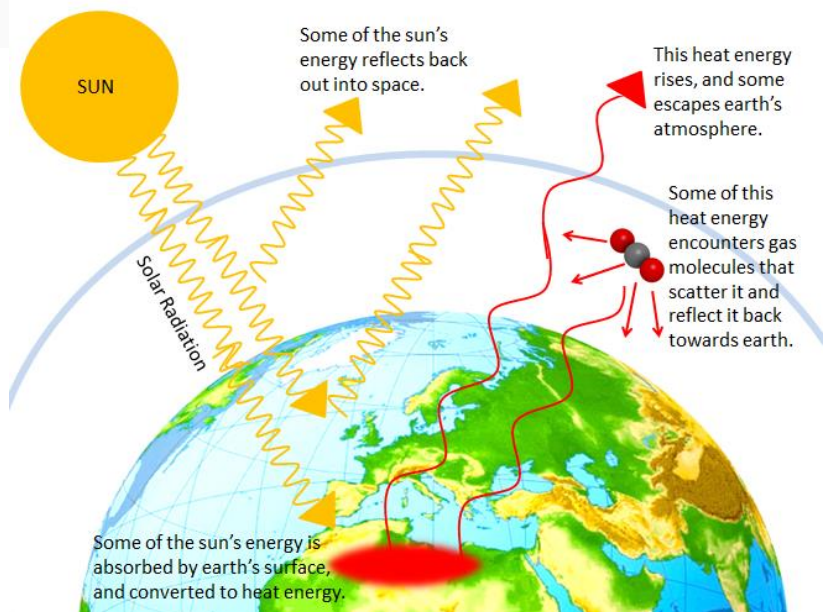 SUN
Some of the sun's
energy reflects back
out into space.
This heat energy
rises, and some
escapes earth's
atmosphere.
Some of this
heat energy
encounters gas
molecules that
scatter it and
reflect it back
towards earth.
Solar Radiation
Some of the sun's energy is
absorbed by earth's surface,
and converted to heat energy.